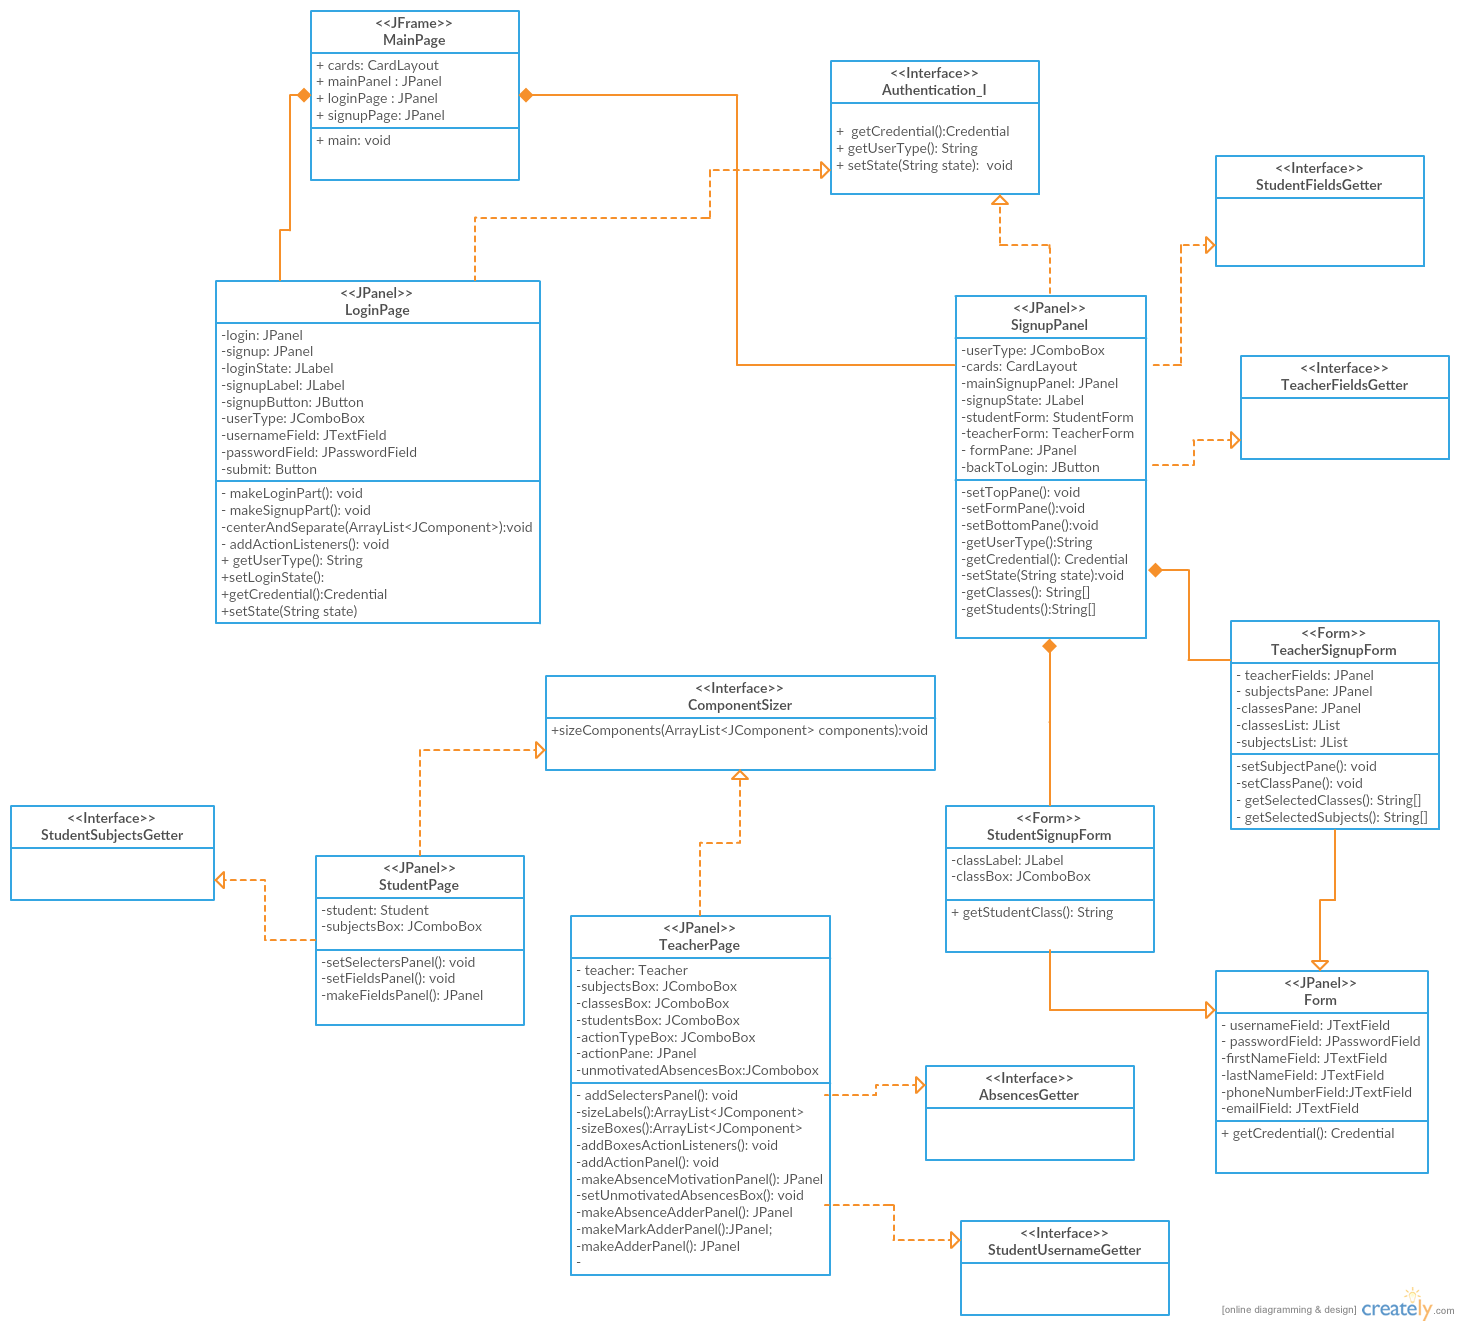 <<JFrame>>
MainPage
+ cards: CardLayout
+ mainPanel : JPanel
+ loginPage : JPanel
+ signupPage: JPanel
+ main: void
<<Interface>>
Authentication_I
+  getCredential():Credential
+ getUserType(): String
+ setState(String state):  void
<<Interface>>
StudentFieldsGetter
<<JPanel>>
LoginPage
-login: JPanel
-signup: JPanel
-loginState: JLabel
-signupLabel: JLabel
-signupButton: JButton
-userType: JComboBox
-usernameField: JTextField
-passwordField: JPasswordField
-submit: Button
- makeLoginPart(): void
- makeSignupPart(): void
-centerAndSeparate(ArrayList<JComponent>):void
- addActionListeners(): void
+ getUserType(): String
+setLoginState():
+getCredential():Credential
+setState(String state)
<<JPanel>>
SignupPanel
-userType: JComboBox
-cards: CardLayout
-mainSignupPanel: JPanel
-signupState: JLabel
-studentForm: StudentForm
-teacherForm: TeacherForm
- formPane: JPanel
-backToLogin: JButton
-setTopPane(): void
-setFormPane():void
-setBottomPane():void
-getUserType():String
-getCredential(): Credential
-setState(String state):void
-getClasses(): String[]
-getStudents():String[]
<<Interface>>
TeacherFieldsGetter
<<Form>>
TeacherSignupForm
- teacherFields: JPanel
- subjectsPane: JPanel
-classesPane: JPanel
-classesList: JList
-subjectsList: JList
-setSubjectPane(): void
-setClassPane(): void
- getSelectedClasses(): String[]
- getSelectedSubjects(): String[]
<<Interface>>
ComponentSizer
+sizeComponents(ArrayList<JComponent> components):void
<<Interface>>
StudentSubjectsGetter
<<JPanel>>
StudentPage
-student: Student
-subjectsBox: JComboBox
-setSelectersPanel(): void
-setFieldsPanel(): void
-makeFieldsPanel(): JPanel
<<Form>>
StudentSignupForm
-classLabel: JLabel
-classBox: JComboBox
+ getStudentClass(): String
<<JPanel>>
TeacherPage
- teacher: Teacher
-subjectsBox: JComboBox
-classesBox: JComboBox
-studentsBox: JComboBox
-actionTypeBox: JComboBox
-actionPane: JPanel
-unmotivatedAbsencesBox:JCombobox
- addSelectersPanel(): void
-sizeLabels():ArrayList<JComponent>
-sizeBoxes():ArrayList<JComponent>
-addBoxesActionListeners(): void
-addActionPanel(): void
-makeAbsenceMotivationPanel(): JPanel
-setUnmotivatedAbsencesBox(): void
-makeAbsenceAdderPanel(): JPanel
-makeMarkAdderPanel():JPanel;
-makeAdderPanel(): JPanel
-
<<JPanel>>
Form
- usernameField: JTextField
- passwordField: JPasswordField
-firstNameField: JTextField
-lastNameField: JTextField
-phoneNumberField:JTextField
-emailField: JTextField
+ getCredential(): Credential
<<Interface>>
AbsencesGetter
<<Interface>>
StudentUsernameGetter
[online diagramming & design] creately.com